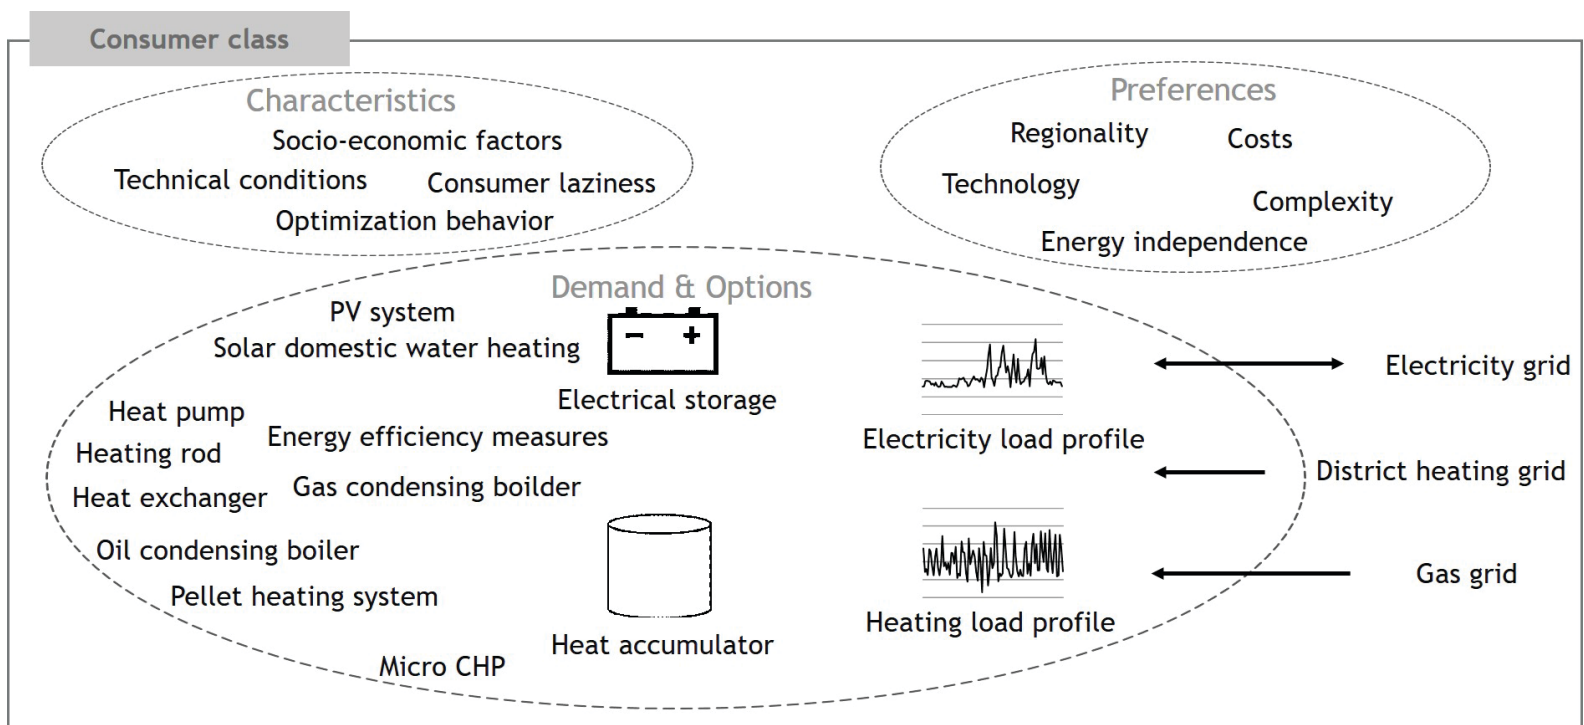 Consumer class
Characteristics
Socio-economic factors
Technical conditions
Consumer laziness
Optimization behavior
Preferences
Regionality
Costs
Technology
Complexity
Energy independence
Demand & Options
PV system
Solar domestic water heating
Electrical storage
Heat pump
Energy efficiency measures
Heating rod
Heat exchanger
Gas condensing boilder
Oil condensing boiler
Pellet heating system
Heat accumulator
Micro CHP
Electricity load profile
Heating load profile
Electricity grid
District heating grid
Gas grid